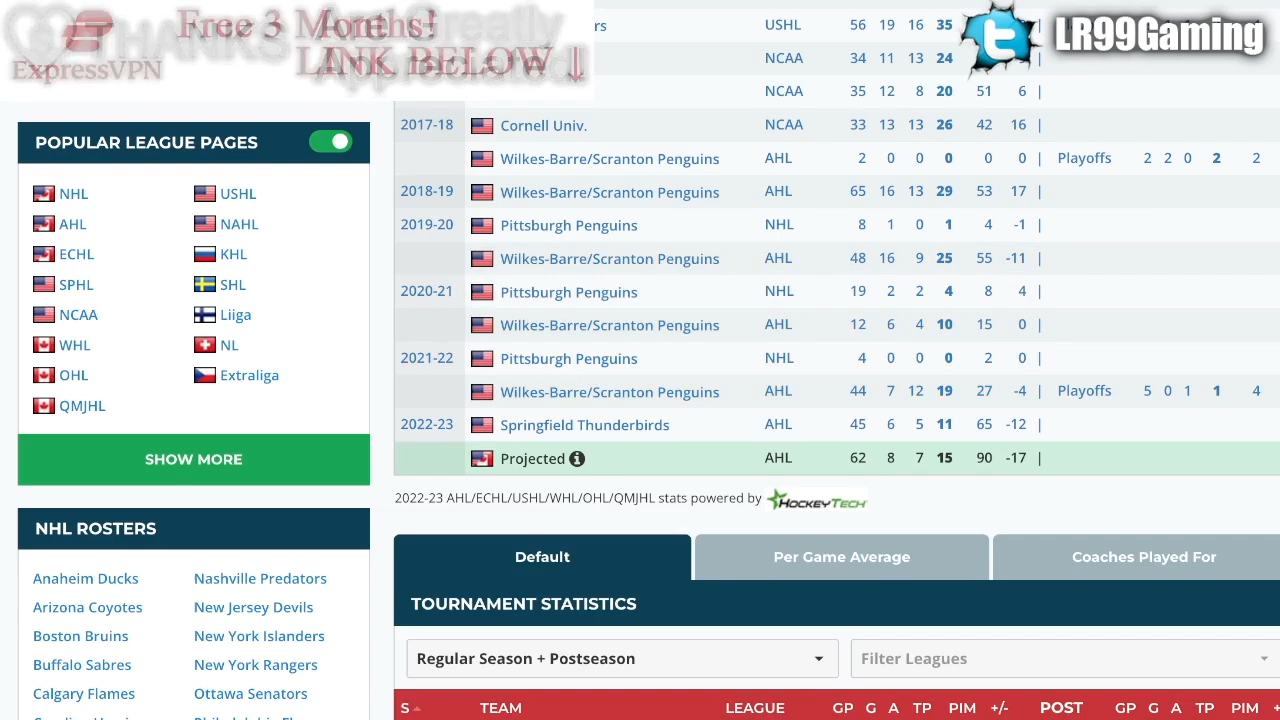 Free 3 Months!
THANKS
LINK BELOW ↓
ExpressVPN
LR99Gaming
POPULAR LEAGUE PAGES
NHL USHL
AHL NAHL
ECHL KHL
SPHL SHL
NCAA Liiga
WHL NL
OHL Extraliga
QMJHL
SHOW MORE
NHL ROSTERS
Anaheim Ducks Nashville Predators
Arizona Coyotes New Jersey Devils
Boston Bruins New York Islanders
Buffalo Sabres New York Rangers
Calgary Flames Ottawa Senators
USHL 56 19 16 35
NCAA 34 11 13 24
NCAA 35 12 8 20 51 6 |
2017-18 Cornell Univ. NCAA 33 13 13 26 42 16 |
Wilkes-Barre/Scranton Penguins AHL 2 0 0 0 0 0 | Playoffs 2 2 0 2 2
2018-19 Wilkes-Barre/Scranton Penguins AHL 65 16 13 29 53 17 |
2019-20 Pittsburgh Penguins NHL 8 1 0 1 4 -1 |
Wilkes-Barre/Scranton Penguins AHL 48 16 9 25 55 -11 |
2020-21 Pittsburgh Penguins NHL 19 2 2 4 8 4 |
Wilkes-Barre/Scranton Penguins AHL 12 6 4 10 15 0 |
2021-22 Pittsburgh Penguins NHL 4 0 0 0 2 0 |
Wilkes-Barre/Scranton Penguins AHL 44 7 12 19 27 -4 | Playoffs 5 0 1 1 4
2022-23 Springfield Thunderbirds AHL 45 6 5 11 65 -12 |
Projected AHL 62 8 7 15 90 -17 |
2022-23 AHL/ECHL/USHL/WHL/OHL/QMJHL stats powered by HOCKEYTECH
Default Per Game Average Coaches Played For
TOURNAMENT STATISTICS
Regular Season + Postseason Filter Leagues
S TEAM LEAGUE GP G A TP PIM +/- POST GP G A TP PIM